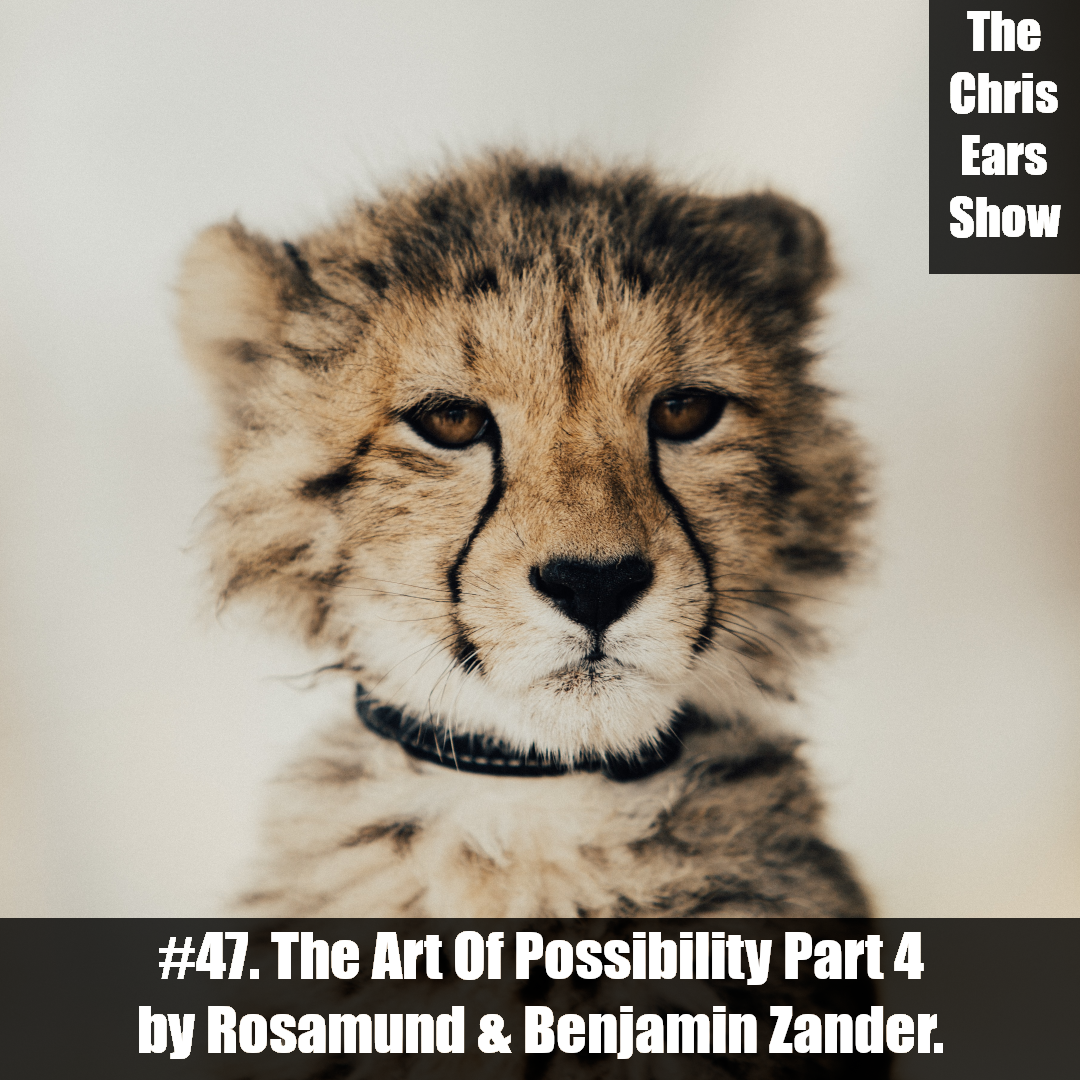 The
Chris
Ears
Show
#47. The Art Of Possibility Part 4
by Rosamund & Benjamin Zander.